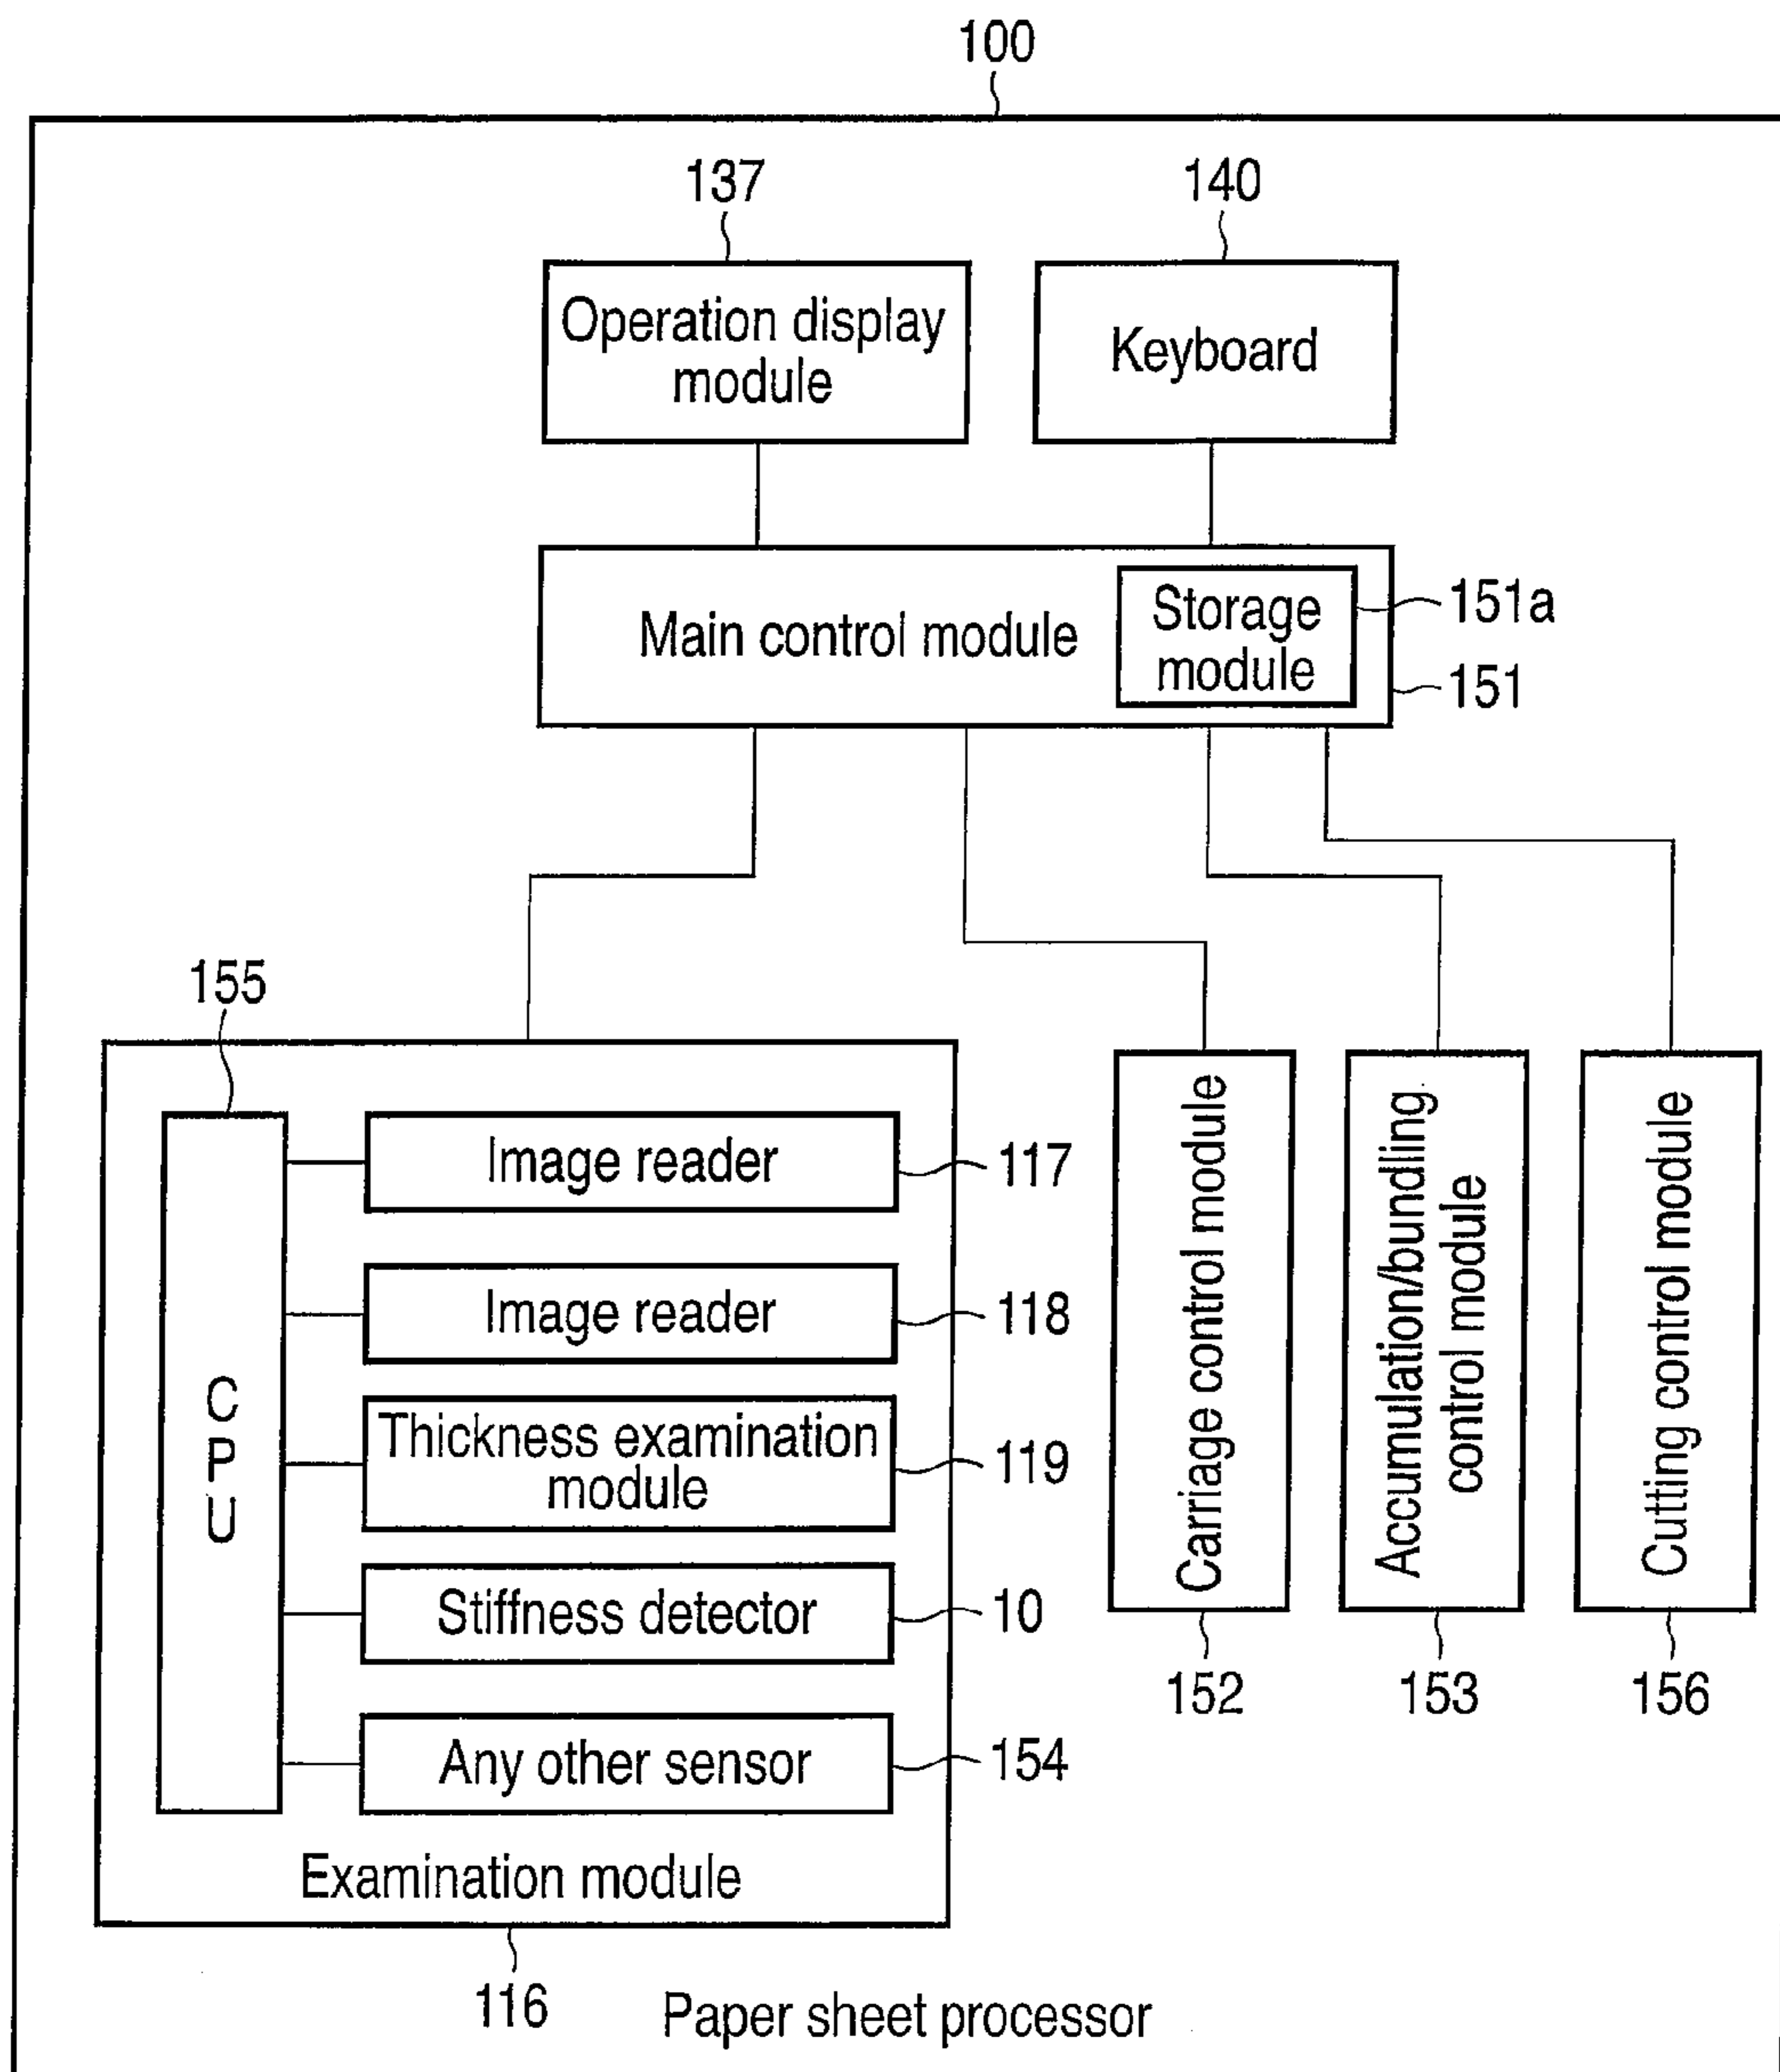 100
137
140
Operation display
module
Keyboard
Main control module
Storage
module
151a
151
155
CPU
Image reader
117
Image reader
118
Thickness examination
module
119
Stiffness detector
10
Any other sensor
154
Examination module
116
Carriage control module
152
Accumulation/bundling
control module
153
Cutting control module
156
Paper sheet processor